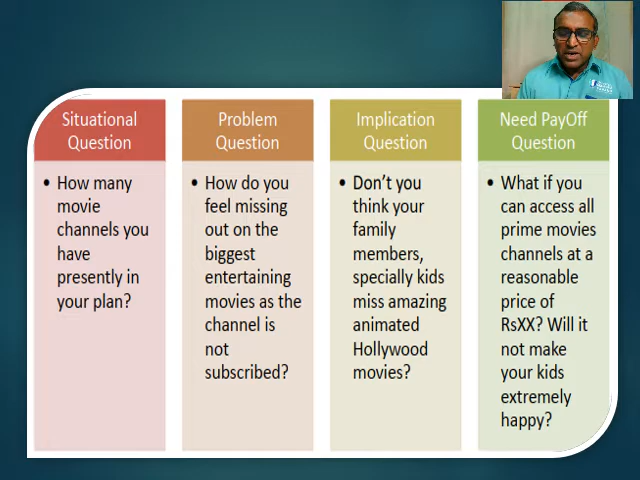 Situational
Question
• How many
movie
channels you
have
presently in
your plan?
Problem
Question
• How do you
feel missing
out on the
biggest
entertaining
movies as the
channel is
not
subscribed?
Implication
Question
• Don't you
think your
family
members,
specially kids
miss amazing
animated
Hollywood
movies?
Need PayOff
Question
• What if you
can access all
prime movies
channels at a
reasonable
price of
RsXX? Will it
not make
your kids
extremely
happy?